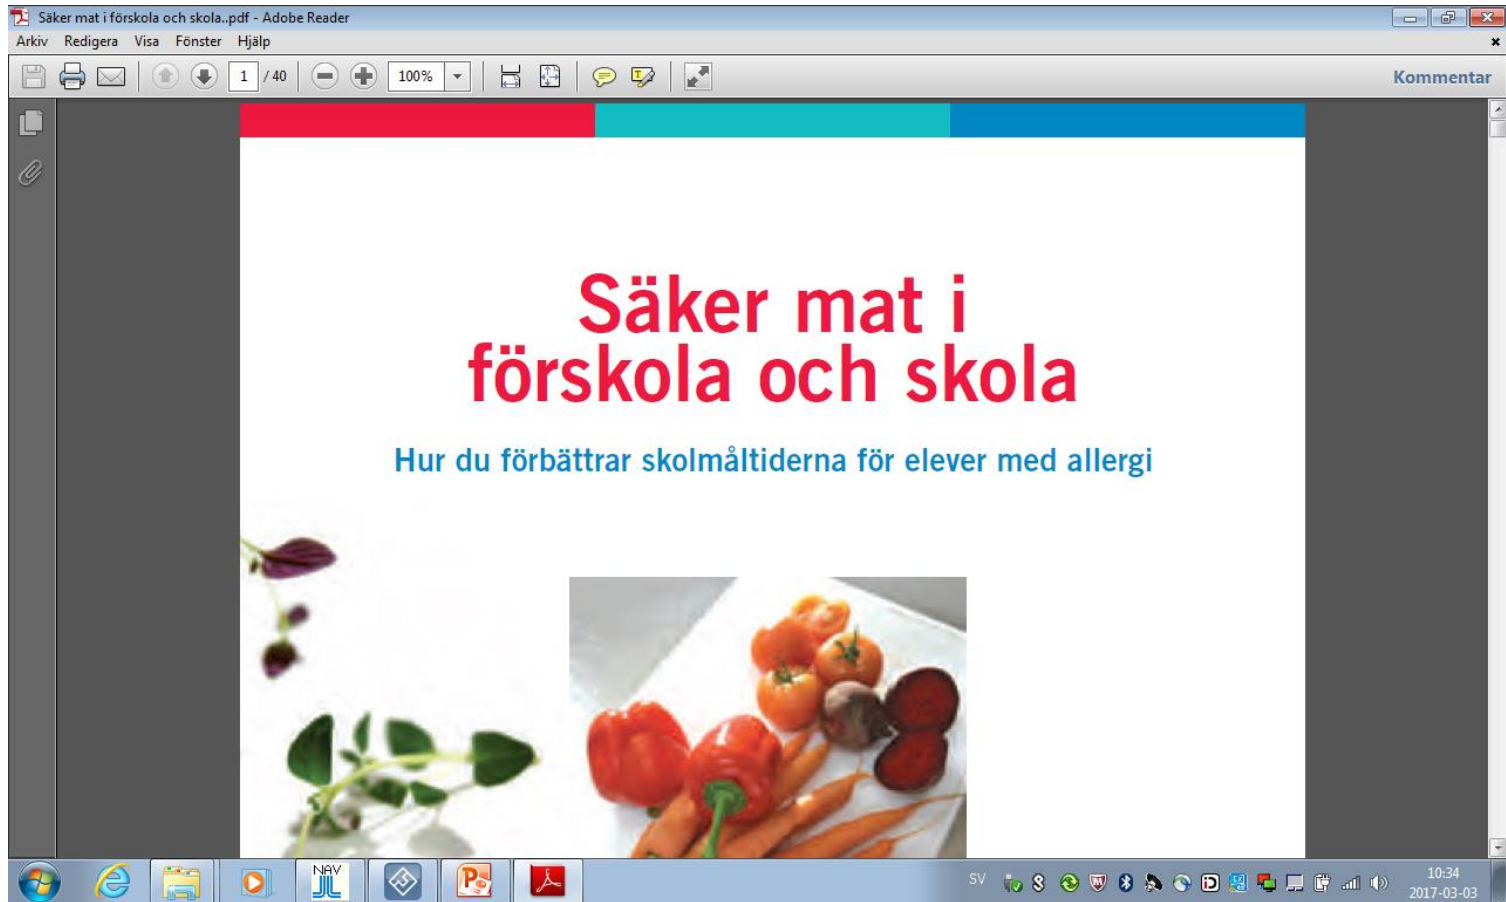 Säker mat i förskola och skola..pdf - Adobe Reader
Arkiv Redigera Visa Fönster Hjälp
1 / 40 100% Kommentar
Säker mat i
förskola och skola
Hur du förbättrar skolmåltiderna för elever med allergi
NAV
SV
10:34
2017-03-03